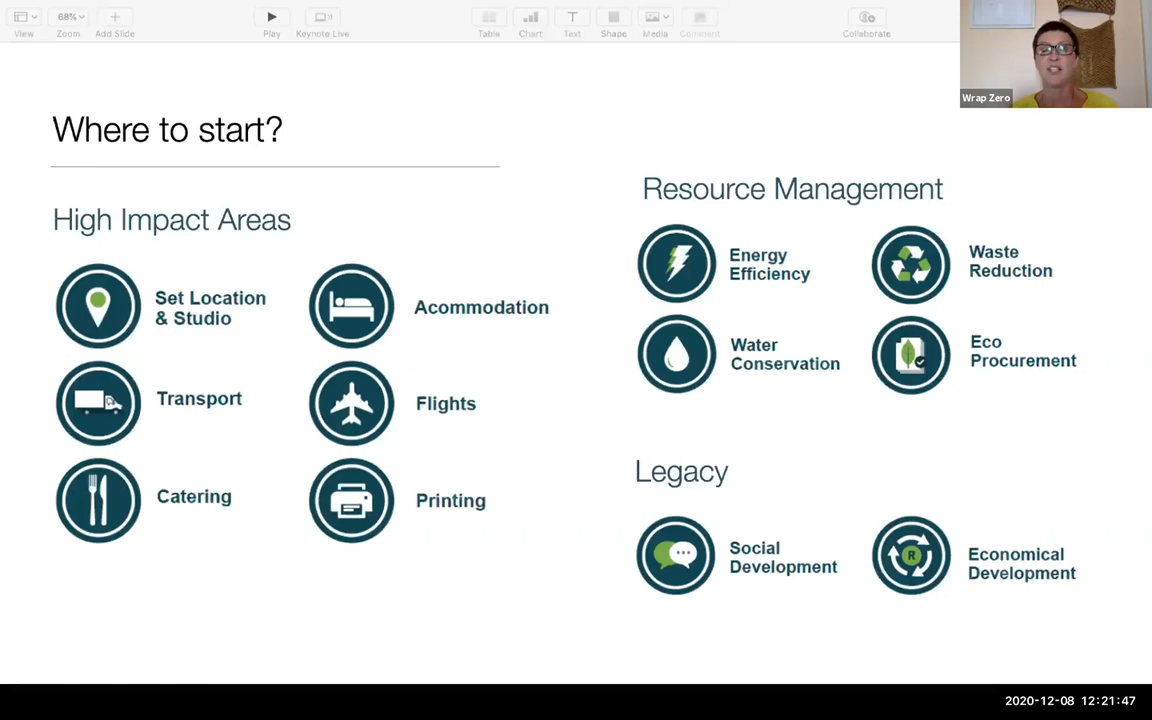 View
68%
Zoom
Add Slide
Play
Keynote Live
Table
Chart
Text
Shape
Media
Comment
Collaborate
Wrap Zero
Where to start?
High Impact Areas
Set Location
& Studio
Acommodation
Transport
Flights
Catering
Printing
Resource Management
Energy
Efficiency
Waste
Reduction
Water
Conservation
Eco
Procurement
Legacy
Social
Development
R
Economical
Development
2020-12-08 12:21:47